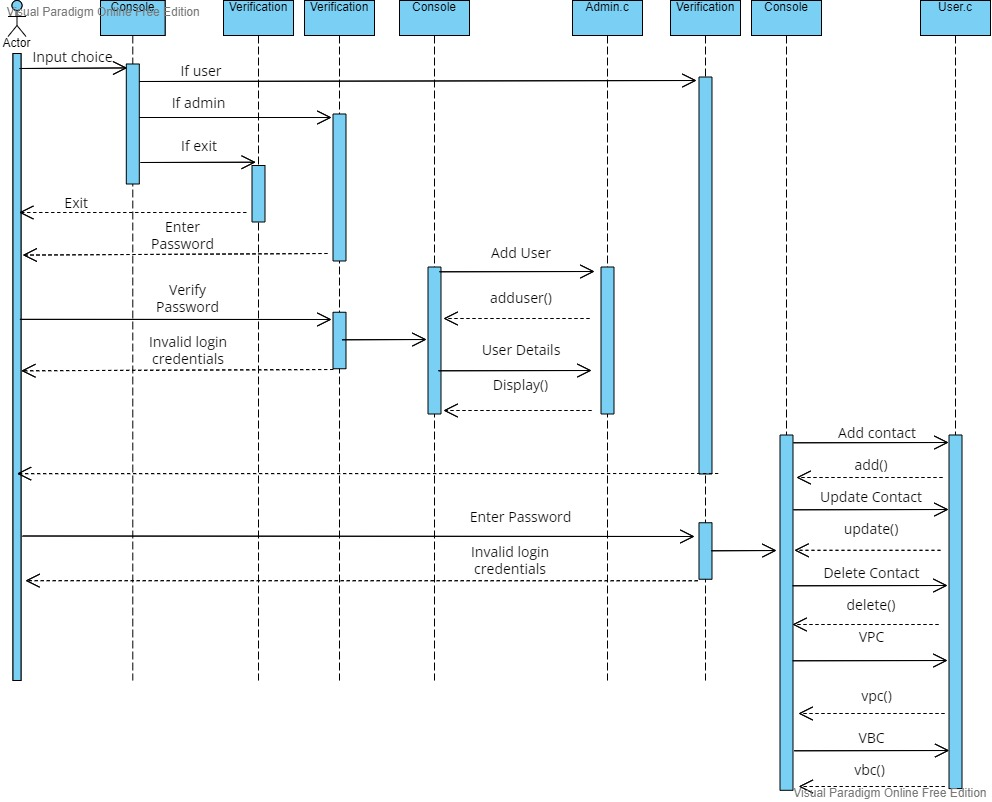 Visual Paradigm Online Free Edition
Console
Verification
Verification
Console
Admin.c
Verification
Console
User.c
Actor
Input choice
If user
If admin
If exit
Exit
Enter
Password
Add User
Verify
Password
adduser()
Invalid login
credentials
User Details
Display()
Add contact
add()
Update Contact
Enter Password
update()
Invalid login
credentials
Delete Contact
delete()
VPC
vpc()
VBC
vbc()
Visual Paradigm Online Free Edition